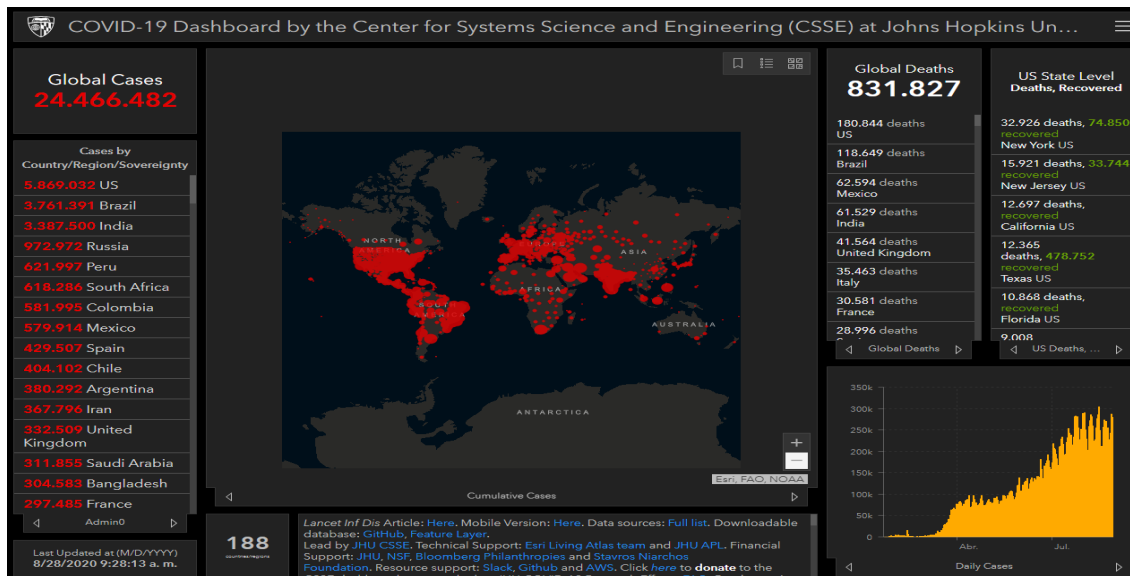 COVID-19 Dashboard by the Center for Systems Science and Engineering (CSSE) at Johns Hopkins Un...
Global Cases
24.466.482
Cases by
Country/Region/Sovereignty
5.869.032 US
3.761.391 Brazil
3.387.500 India
972.972 Russia
621.997 Peru
618.286 South Africa
581.995 Colombia
579.914 Mexico
429.507 Spain
404.102 Chile
380.292 Argentina
367.796 Iran
332.509 United
Kingdom
311.855 Saudi Arabia
304.583 Bangladesh
297.485 France
Admin0
Last Updated at (M/D/YYYY)
8/28/2020 9:28:13 a. m.
NORTH
AMERICA
SOUTH
AMERICA
EUROPE
ASIA
AFRICA
AUSTRALIA
ANTARCTICA
+
−
Esri, FAO, NOAA
Cumulative Cases
188
countries/regions
Lancet Inf Dis Article: Here. Mobile Version: Here. Data sources: Full list. Downloadable
database: GitHub, Feature Layer.
Lead by JHU CSSE. Technical Support: Esri Living Atlas team and JHU APL. Financial
Support: JHU, NSF, Bloomberg Philanthropies and Stavros Niarchos
Foundation. Resource support: Slack, Github and AWS. Click here to donate to the
Global Deaths
831.827
180.844 deaths
US
118.649 deaths
Brazil
62.594 deaths
Mexico
61.529 deaths
India
41.564 deaths
United Kingdom
35.463 deaths
Italy
30.581 deaths
France
28.996 deaths
Global Deaths
US State Level
Deaths, Recovered
32.926 deaths, 74.850
recovered
New York US
15.921 deaths, 33.744
recovered
New Jersey US
12.697 deaths,
recovered
California US
12.365
deaths, 478.752
recovered
Texas US
10.868 deaths,
recovered
Florida US
9.008
US Deaths, ...
350k
300k
250k
200k
150k
100k
50k
0
Abr.
Jul.
Daily Cases